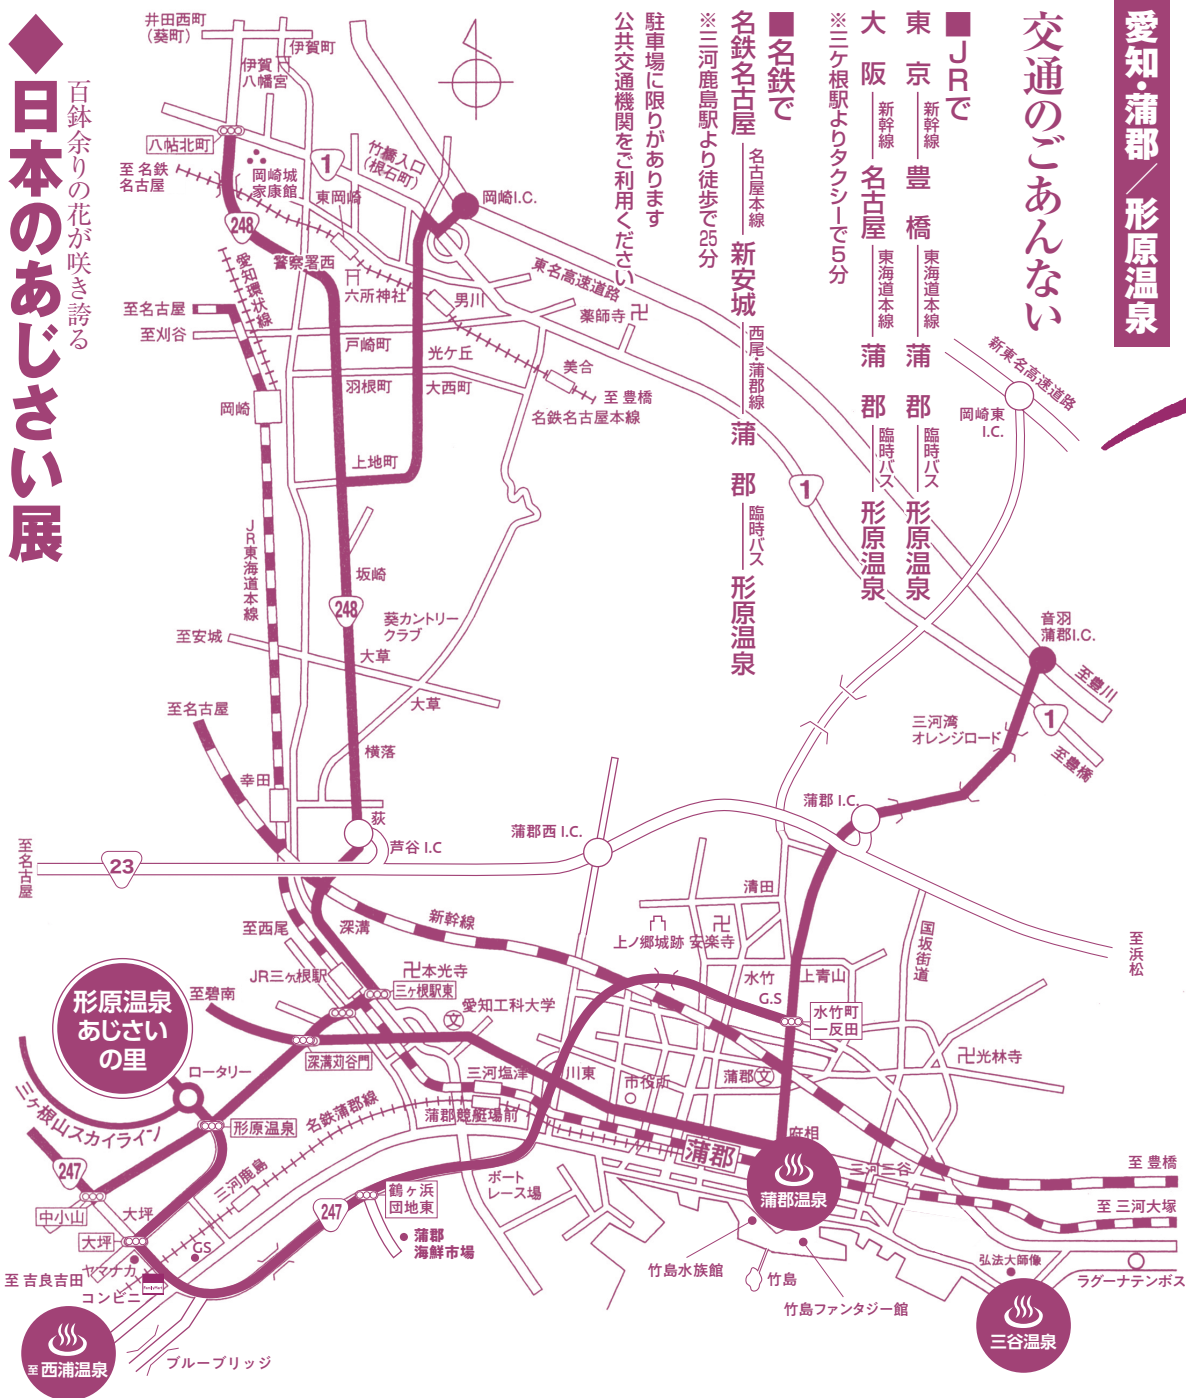 愛知・蒲郡／形原温泉
交通のごあんない
■JRで
東京 新幹線 豊橋 東海道本線 蒲郡 臨時バス 形原温泉
大阪 新幹線 名古屋 東海道本線 蒲郡 臨時バス 形原温泉
※三ケ根駅よりタクシーで5分
■名鉄で
名鉄名古屋 名古屋本線 新安城 西尾・蒲郡線 蒲郡 臨時バス 形原温泉
※三河鹿島駅より徒歩で25分
駐車場に限りがあります
公共交通機関をご利用ください
百鉢余りの花が咲き誇る
◆日本のあじさい展
井田西町
(葵町)
伊賀町
伊賀
八幡宮
八帖北町
至 名鉄
名古屋
岡崎城
家康館
1
竹橋入口
(根石町)
東岡崎
岡崎I.C.
248
警察署西
愛知環状線
六所神社
男川
東名高速道路
薬師寺
至名古屋
至刈谷
戸崎町
光ケ丘
羽根町
大西町
美合
至 豊橋
名鉄名古屋本線
岡崎
上地町
新東名高速道路
岡崎東
I.C.
1
JR東海道本線
坂崎
248
葵カントリー
クラブ
至安城
大草
大草
音羽
蒲郡I.C.
至豊川
1
至豊橋
三河湾
オレンジロード
至名古屋
横落
幸田
荻
芦谷 I.C
蒲郡西 I.C.
蒲郡 I.C.
至名古屋
23
清田
新幹線
至西尾
深溝
上ノ郷城跡
安楽寺
国坂街道
至浜松
JR三ヶ根駅
本光寺
三ヶ根駅東
水竹
G.S
上青山
水竹町
一反田
形原温泉
あじさい
の里
至碧南
愛知工科大学
文
深溝苅谷門
光林寺
ロータリー
三河塩津
川東
市役所
蒲郡
文
三ヶ根山スカイライン
形原温泉
名鉄蒲郡線
蒲郡競艇場前
蒲郡
府相
247
三河鹿島
ボート
レース場
蒲郡温泉
三河三谷
至 豊橋
至 三河大塚
中小山
大坪
鶴ヶ浜
団地東
247
大坪
GS
蒲郡
海鮮市場
至 吉良吉田
ヤマナカ
コンビニ
竹島水族館
竹島
竹島ファンタジー館
弘法大師像
ラグーナテンボス
至 西浦温泉
三谷温泉
ブルーブリッジ